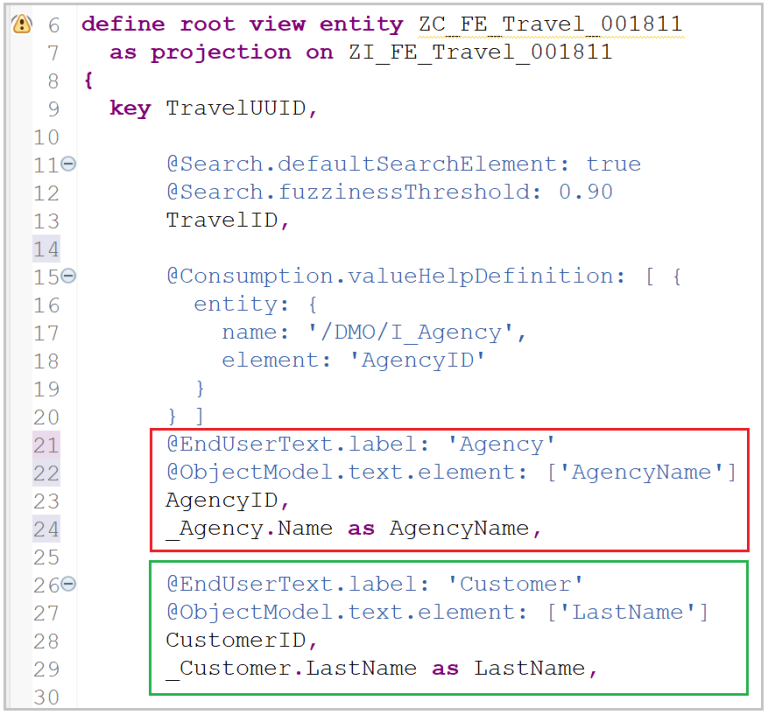 6 define root view entity ZC_FE_Travel_001811
7 as projection on ZI_FE_Travel_001811
8 {
9 key TravelUUID,
10
11 @Search.defaultSearchElement: true
12 @Search.fuzzinessThreshold: 0.90
13 TravelID,
14
15 @Consumption.valueHelpDefinition: [ {
16 entity: {
17 name: '/DMO/I_Agency',
18 element: 'AgencyID'
19 }
20 } ]
21 @EndUserText.label: 'Agency'
22 @ObjectModel.text.element: ['AgencyName']
23 AgencyID,
24 _Agency.Name as AgencyName,
25
26 @EndUserText.label: 'Customer'
27 @ObjectModel.text.element: ['LastName']
28 CustomerID,
29 _Customer.LastName as LastName,
30